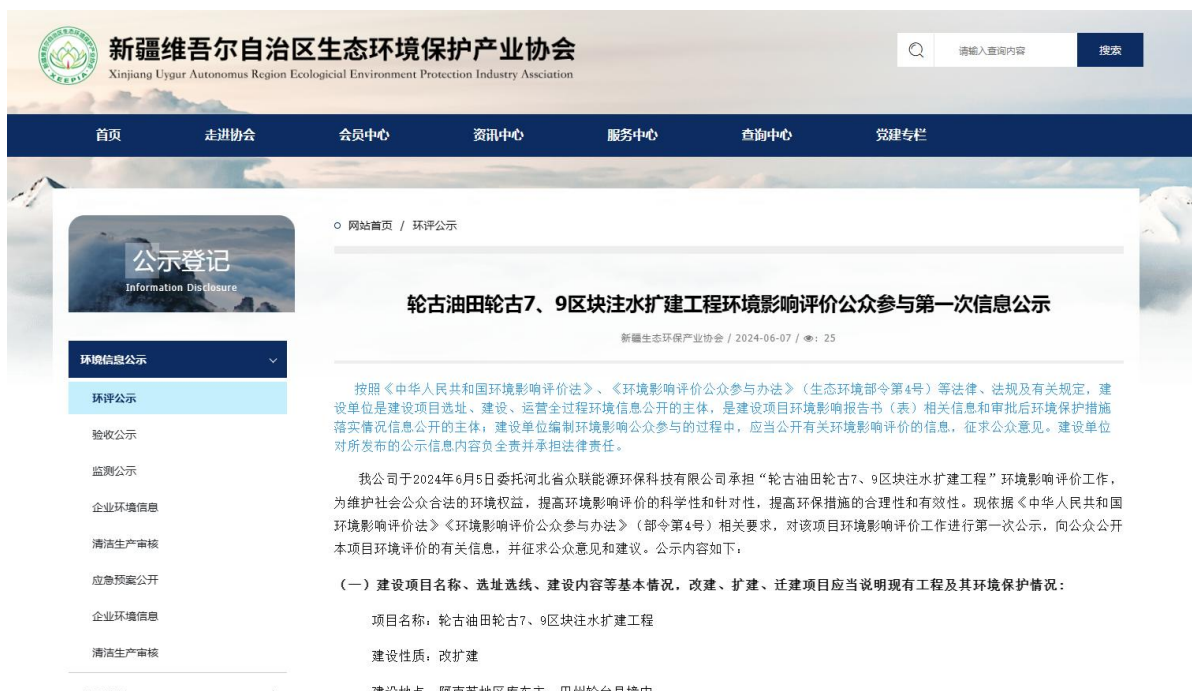 新疆维吾尔自治区生态环境保护产业协会
Xinjiang Uygur Autonomus Region Ecologicial Environment Protection Industry Assciation
XEEPIA
请输入查询内容
搜索
首页 走进协会 会员中心 资讯中心 服务中心 查询中心 党建专栏
公示登记
Information Disclosure
环境信息公示
环评公示
验收公示
监测公示
企业环境信息
清洁生产审核
应急预案公开
企业环境信息
清洁生产审核
网站首页 / 环评公示
轮古油田轮古7、9区块注水扩建工程环境影响评价公众参与第一次信息公示
新疆生态环保产业协会 / 2024-06-07 / : 25
按照《中华人民共和国环境影响评价法》、《环境影响评价公众参与办法》(生态环境部令第4号)等法律、法规及有关规定，建
设单位是建设项目选址、建设、运营全过程环境信息公开的主体，是建设项目环境影响报告书(表)相关信息和审批后环境保护措施
落实情况信息公开的主体；建设单位编制环境影响公众参与的过程中，应当公开有关环境影响评价的信息，征求公众意见。建设单位
对所发布的公示信息内容负全责并承担法律责任。
我公司于2024年6月5日委托河北省众联能源环保科技有限公司承担“轮古油田轮古7、9区块注水扩建工程”环境影响评价工作，
为维护社会公众合法的环境权益，提高环境影响评价的科学性和针对性，提高环保措施的合理性和有效性。现依据《中华人民共和国
环境影响评价法》《环境影响评价公众参与办法》(部令第4号)相关要求，对该项目环境影响评价工作进行第一次公示，向公众公开
本项目环境评价的有关信息，并征求公众意见和建议。公示内容如下：
(一)建设项目名称、选址选线、建设内容等基本情况，改建、扩建、迁建项目应当说明现有工程及其环境保护情况：
项目名称：轮古油田轮古7、9区块注水扩建工程
建设性质：改扩建